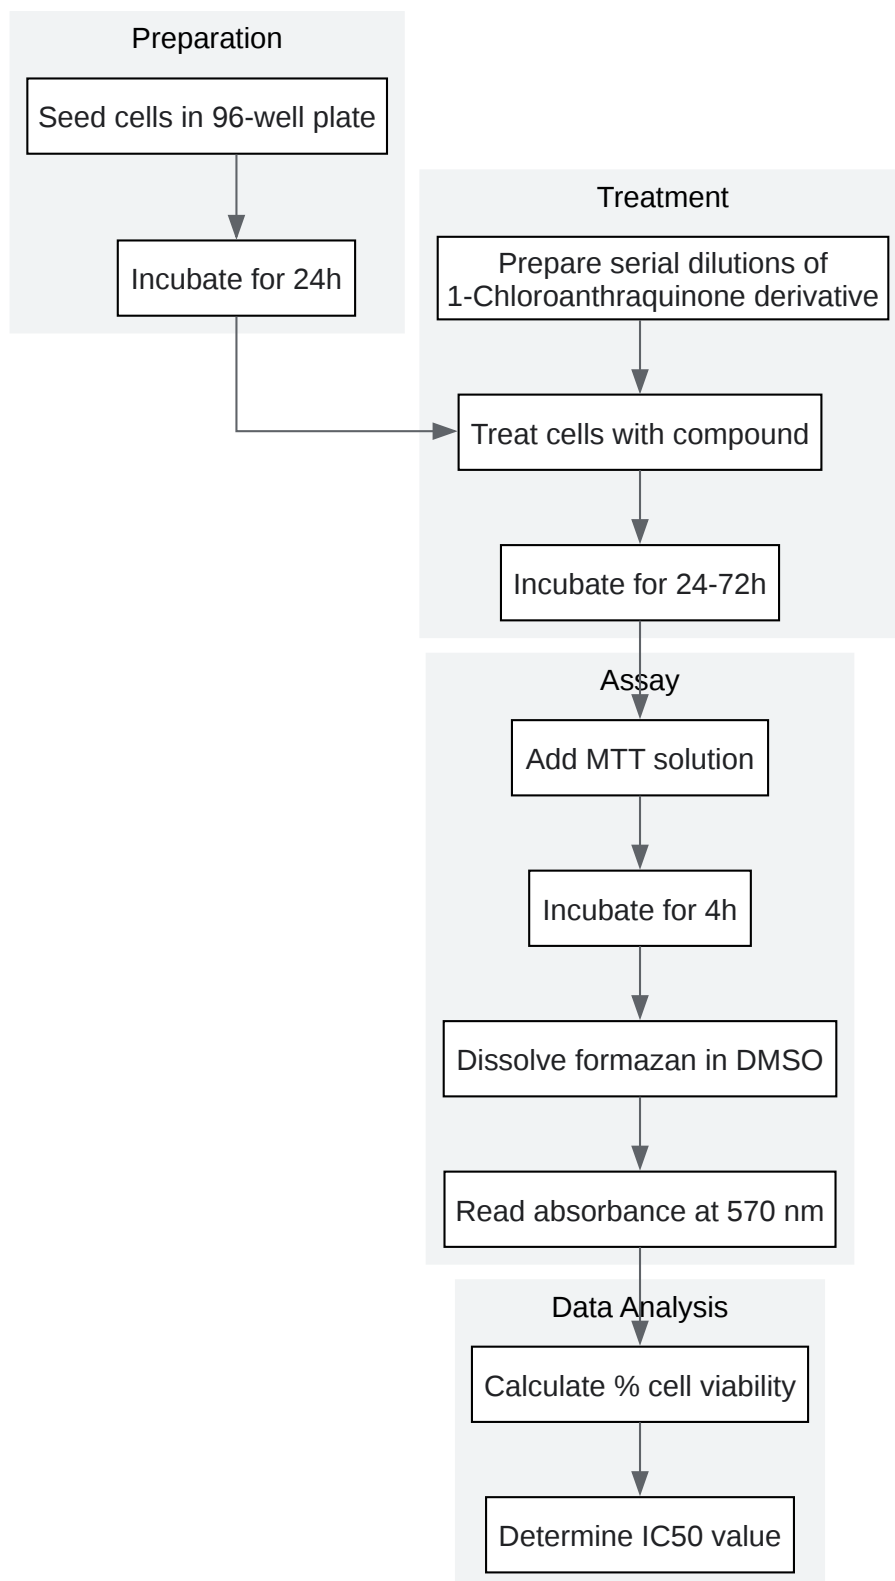 Preparation
Seed cells in 96-well plate
Incubate for 24h
Treatment
Prepare serial dilutions of
1-Chloroanthraquinone derivative
Treat cells with compound
Incubate for 24-72h
Assay
Add MTT solution
Incubate for 4h
Dissolve formazan in DMSO
Read absorbance at 570 nm
Data Analysis
Calculate % cell viability
Determine IC50 value